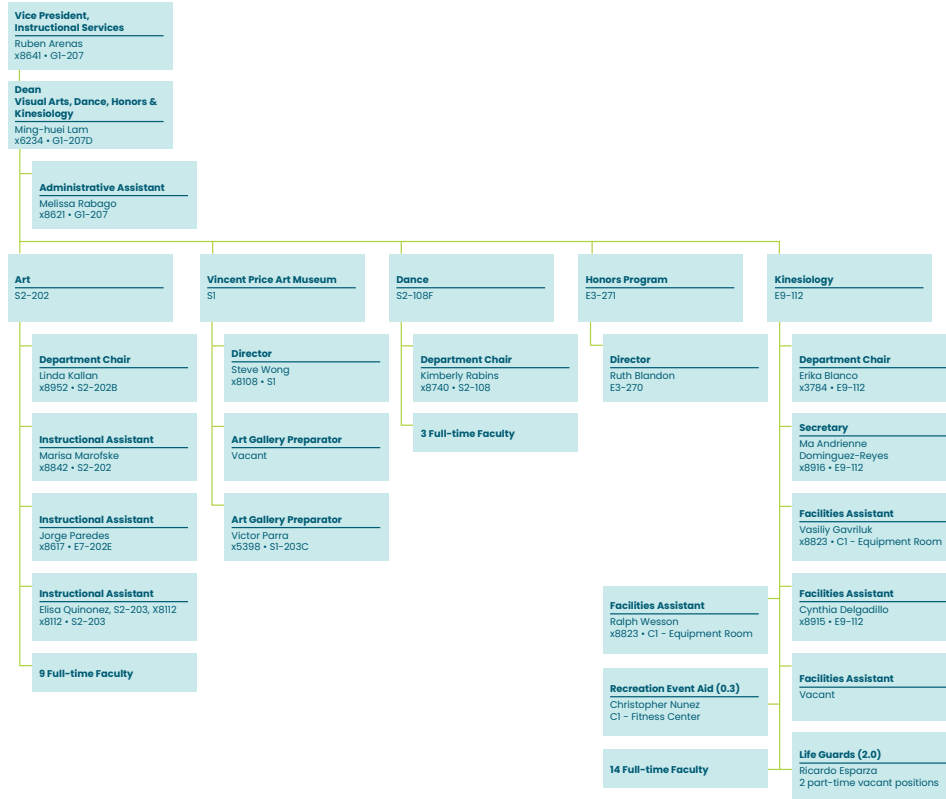 Vice President,
Instructional Services
Ruben Arenas
x8641 • G1-207
Dean
Visual Arts, Dance, Honors &
Kinesiology
Ming-huei Lam
x6234 • G1-207D
Administrative Assistant
Melissa Rabago
x8621 • G1-207
Art
S2-202
Department Chair
Linda Kallan
x8952 • S2-202B
Instructional Assistant
Marisa Marofske
x8842 • S2-202
Instructional Assistant
Jorge Paredes
x8617 • E7-202E
Instructional Assistant
Elisa Quinonez, S2-203, X8112
x8112 • S2-203
9 Full-time Faculty
Vincent Price Art Museum
S1
Director
Steve Wong
x8108 • S1
Art Gallery Preparator
Vacant
Art Gallery Preparator
Victor Parra
x5398 • S1-203C
Dance
S2-108F
Department Chair
Kimberly Rabins
x8740 • S2-108
3 Full-time Faculty
Honors Program
E3-271
Director
Ruth Blandon
E3-270
Kinesiology
E9-112
Department Chair
Erika Blanco
x3784 • E9-112
Secretary
Ma Andrienne
Dominguez-Reyes
x8916 • E9-112
Facilities Assistant
Vasiliy Gavriluk
x8823 • C1 - Equipment Room
Facilities Assistant
Cynthia Delgadillo
x8915 • E9-112
Facilities Assistant
Vacant
Life Guards (2.0)
Ricardo Esparza
2 part-time vacant positions
Facilities Assistant
Ralph Wesson
x8823 • C1 - Equipment Room
Recreation Event Aid (0.3)
Christopher Nunez
C1 - Fitness Center
14 Full-time Faculty